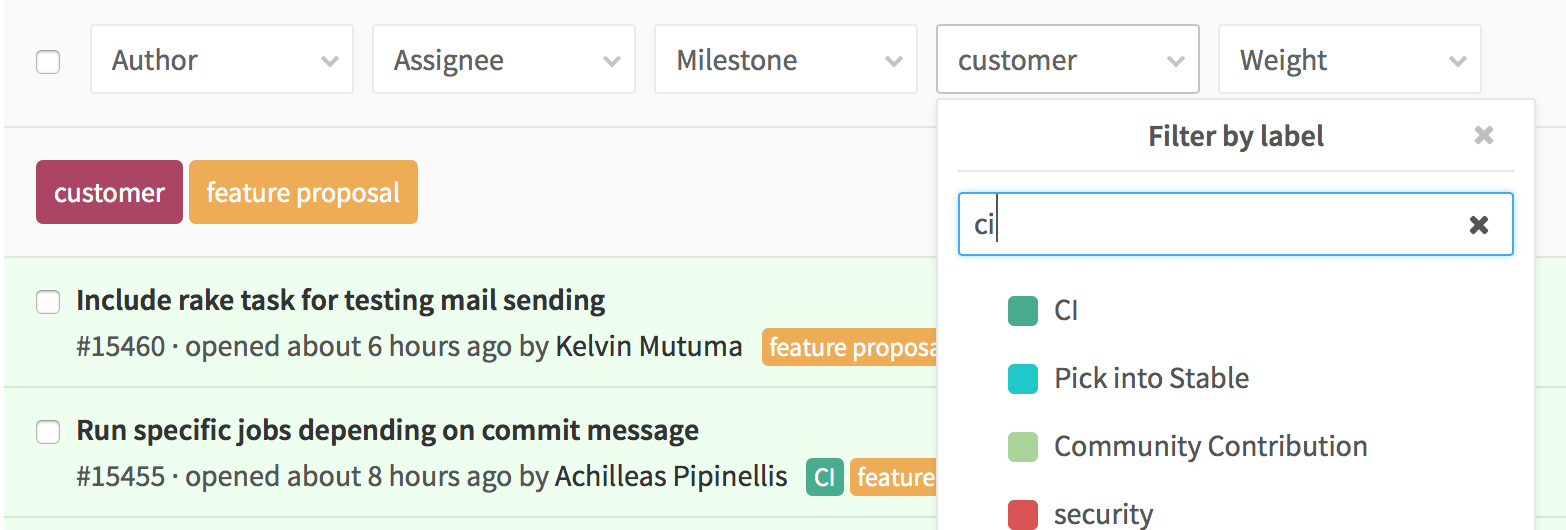 Author Assignee Milestone customer Weight
Filter by label
customer feature proposal
ci
Include rake task for testing mail sending
#15460 · opened about 6 hours ago by Kelvin Mutuma feature proposa
CI
Pick into Stable
Run specific jobs depending on commit message
Community Contribution
#15455 · opened about 8 hours ago by Achilleas Pipinellis CI feature
security